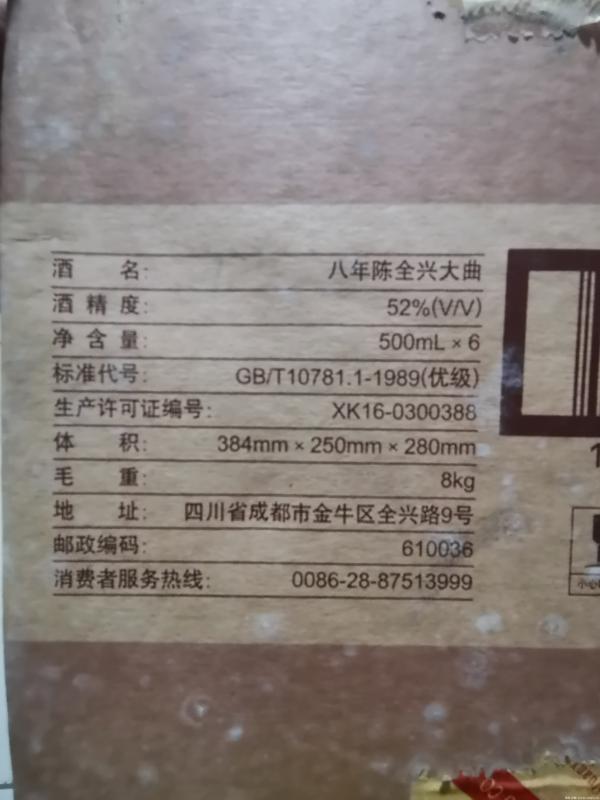 酒 名: 八年陈全兴大曲
酒精度: 52%(V/V)
净含量: 500mL × 6
标准代号: GB/T10781.1-1989(优级)
生产许可证编号: XK16-0300388
体 积: 384mm × 250mm × 280mm
毛 重: 8kg
地 址: 四川省成都市金牛区全兴路9号
邮政编码: 610036
消费者服务热线: 0086-28-87513999
小心